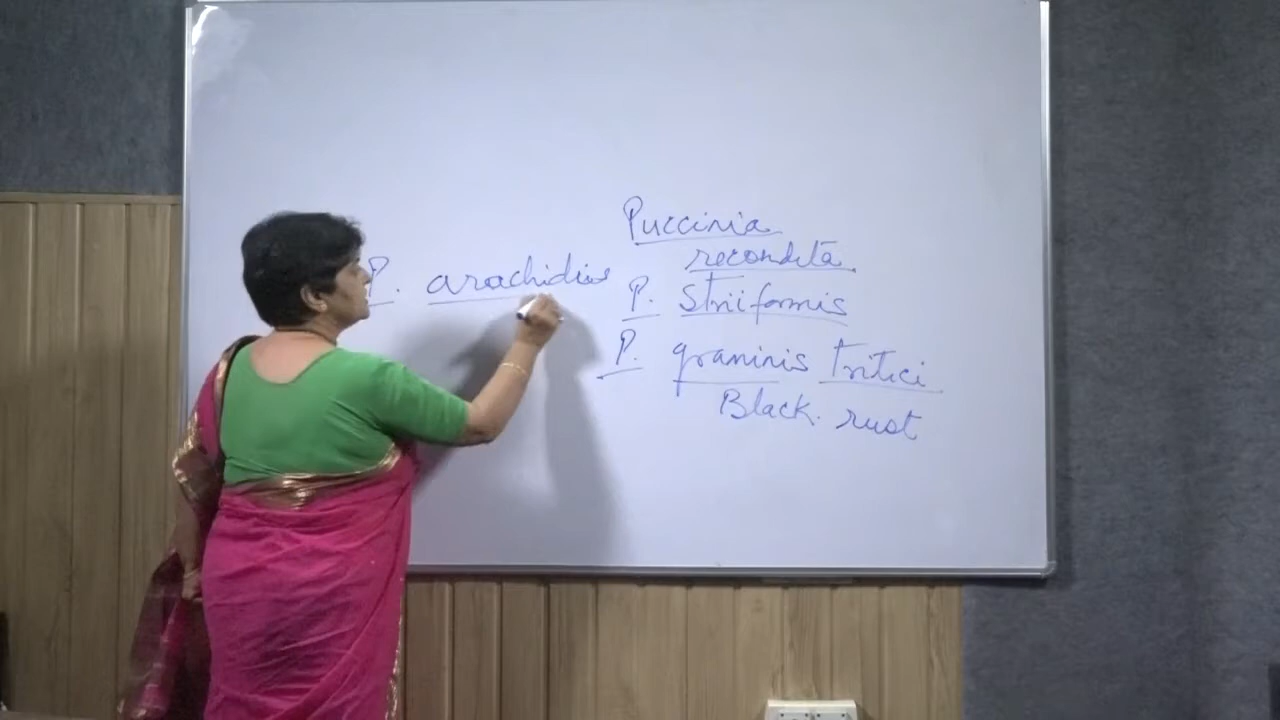 Puccinia
recondita
P. arachidis
P. Striiformis
P. graminis tritici
Black. rust